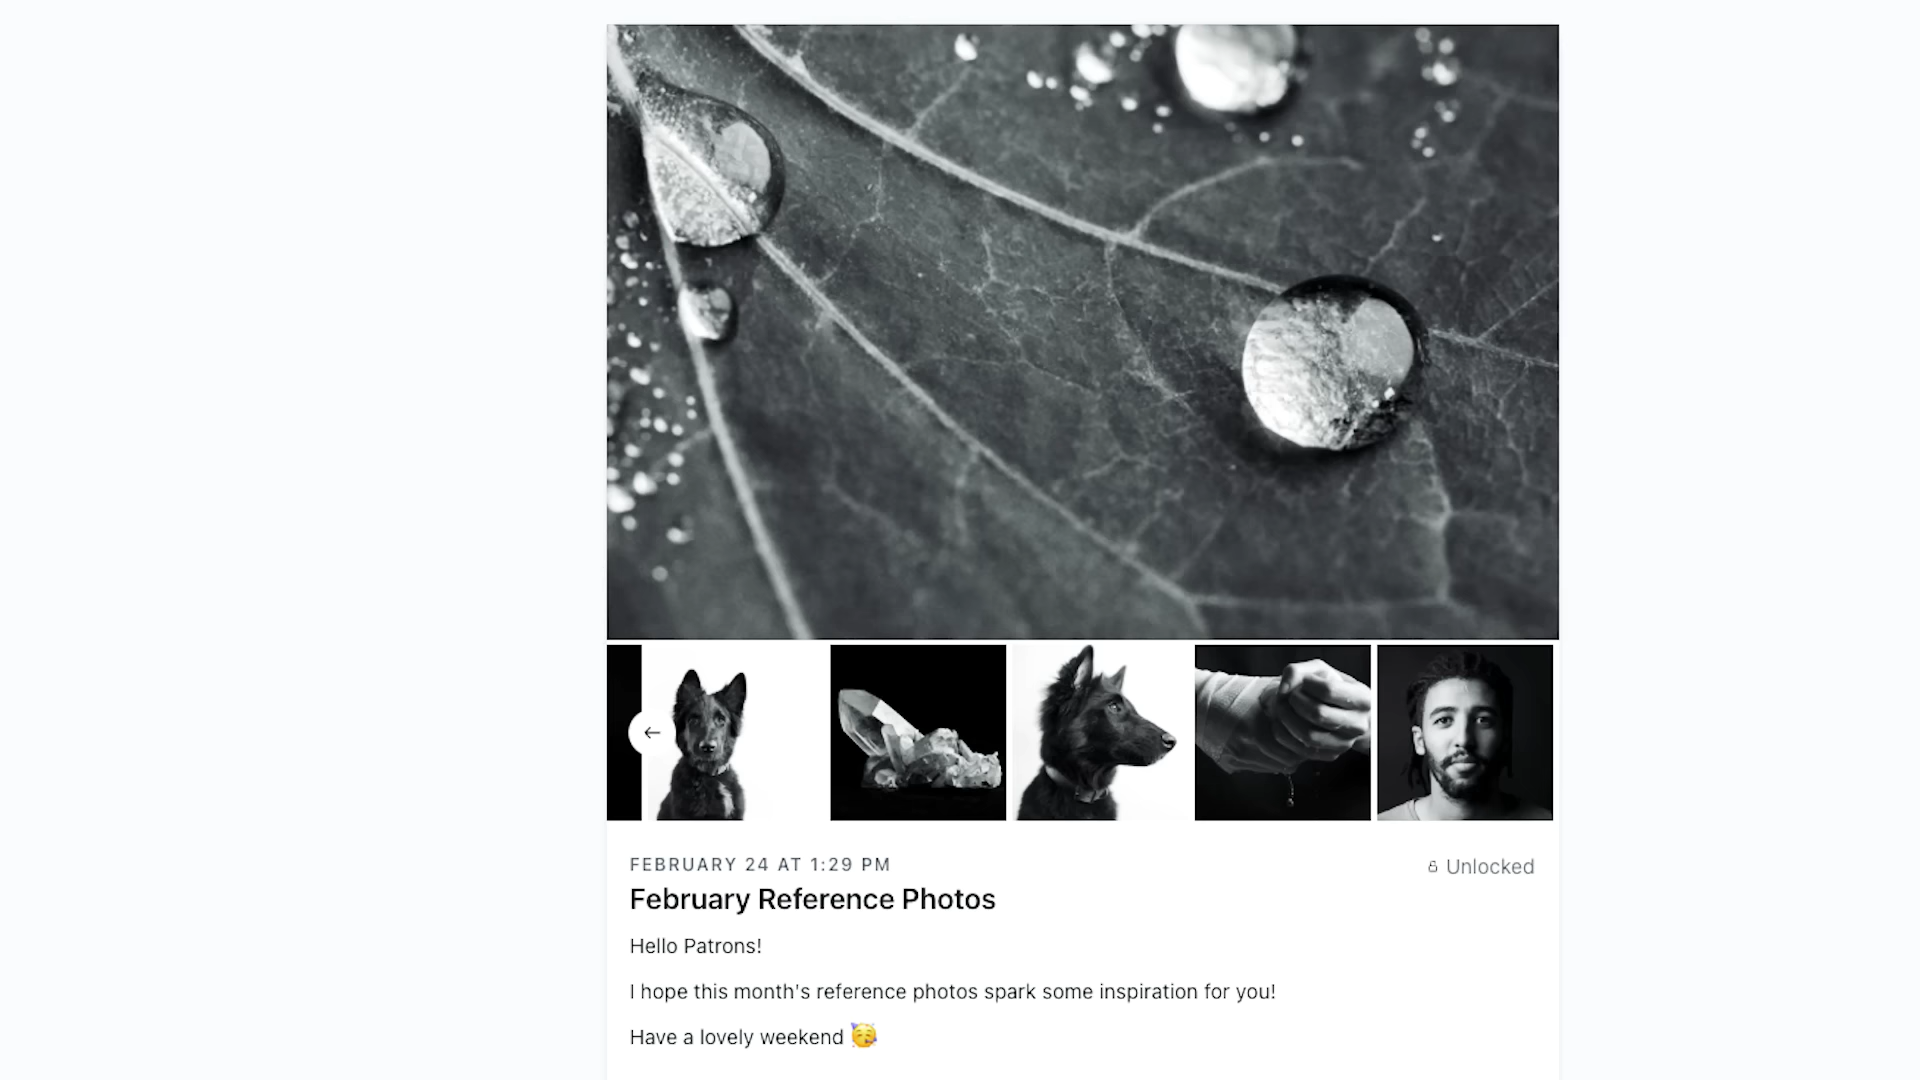 FEBRUARY 24 AT 1:29 PM
Unlocked
February Reference Photos
Hello Patrons!
I hope this month's reference photos spark some inspiration for you!
Have a lovely weekend 🥳